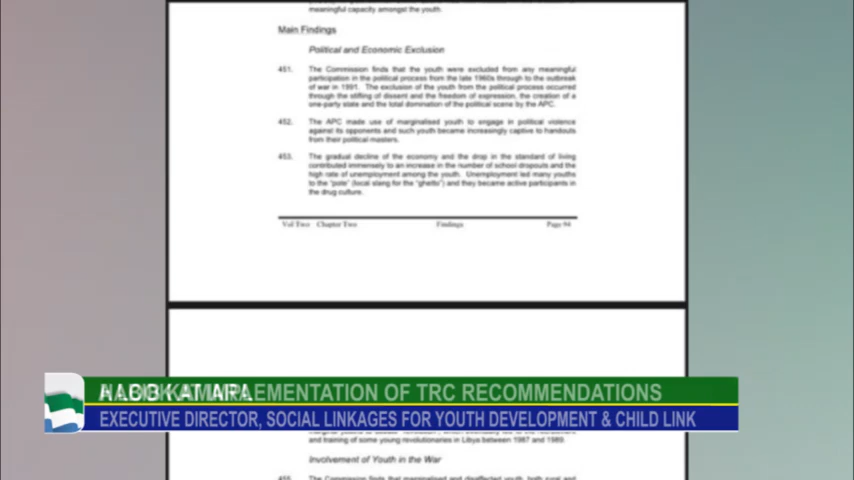 meaningful capacity amongst the youth.
Main Findings
Political and Economic Exclusion
451. The Commission finds that the youth were excluded from any meaningful
participation in the political process from the late 1960s through to the outbreak
of war in 1991. The exclusion of the youth from the political process occurred
through the stifling of dissent and the freedom of expression, the creation of a
one-party state and the total domination of the political scene by the APC.
452. The APC made use of marginalised youth to engage in political violence
against its opponents and such youth became increasingly captive to handouts
from their political masters.
453. The gradual decline of the economy and the drop in the standard of living
contributed immensely to an increase in the number of school dropouts and the
high rate of unemployment among the youth. Unemployment led many youths
to the "pote" (local slang for the "ghetto") and they became active participants in
the drug culture.
Vol Two Chapter Two Findings Page 94
IMPLEMENTATION OF TRC RECOMMENDATIONS
EXECUTIVE DIRECTOR, SOCIAL LINKAGES FOR YOUTH DEVELOPMENT & CHILD LINK
and training of some young revolutionaries in Libya between 1987 and 1989.
Involvement of Youth in the War
455. The Commission finds that marginalised and disaffected youth, both rural and